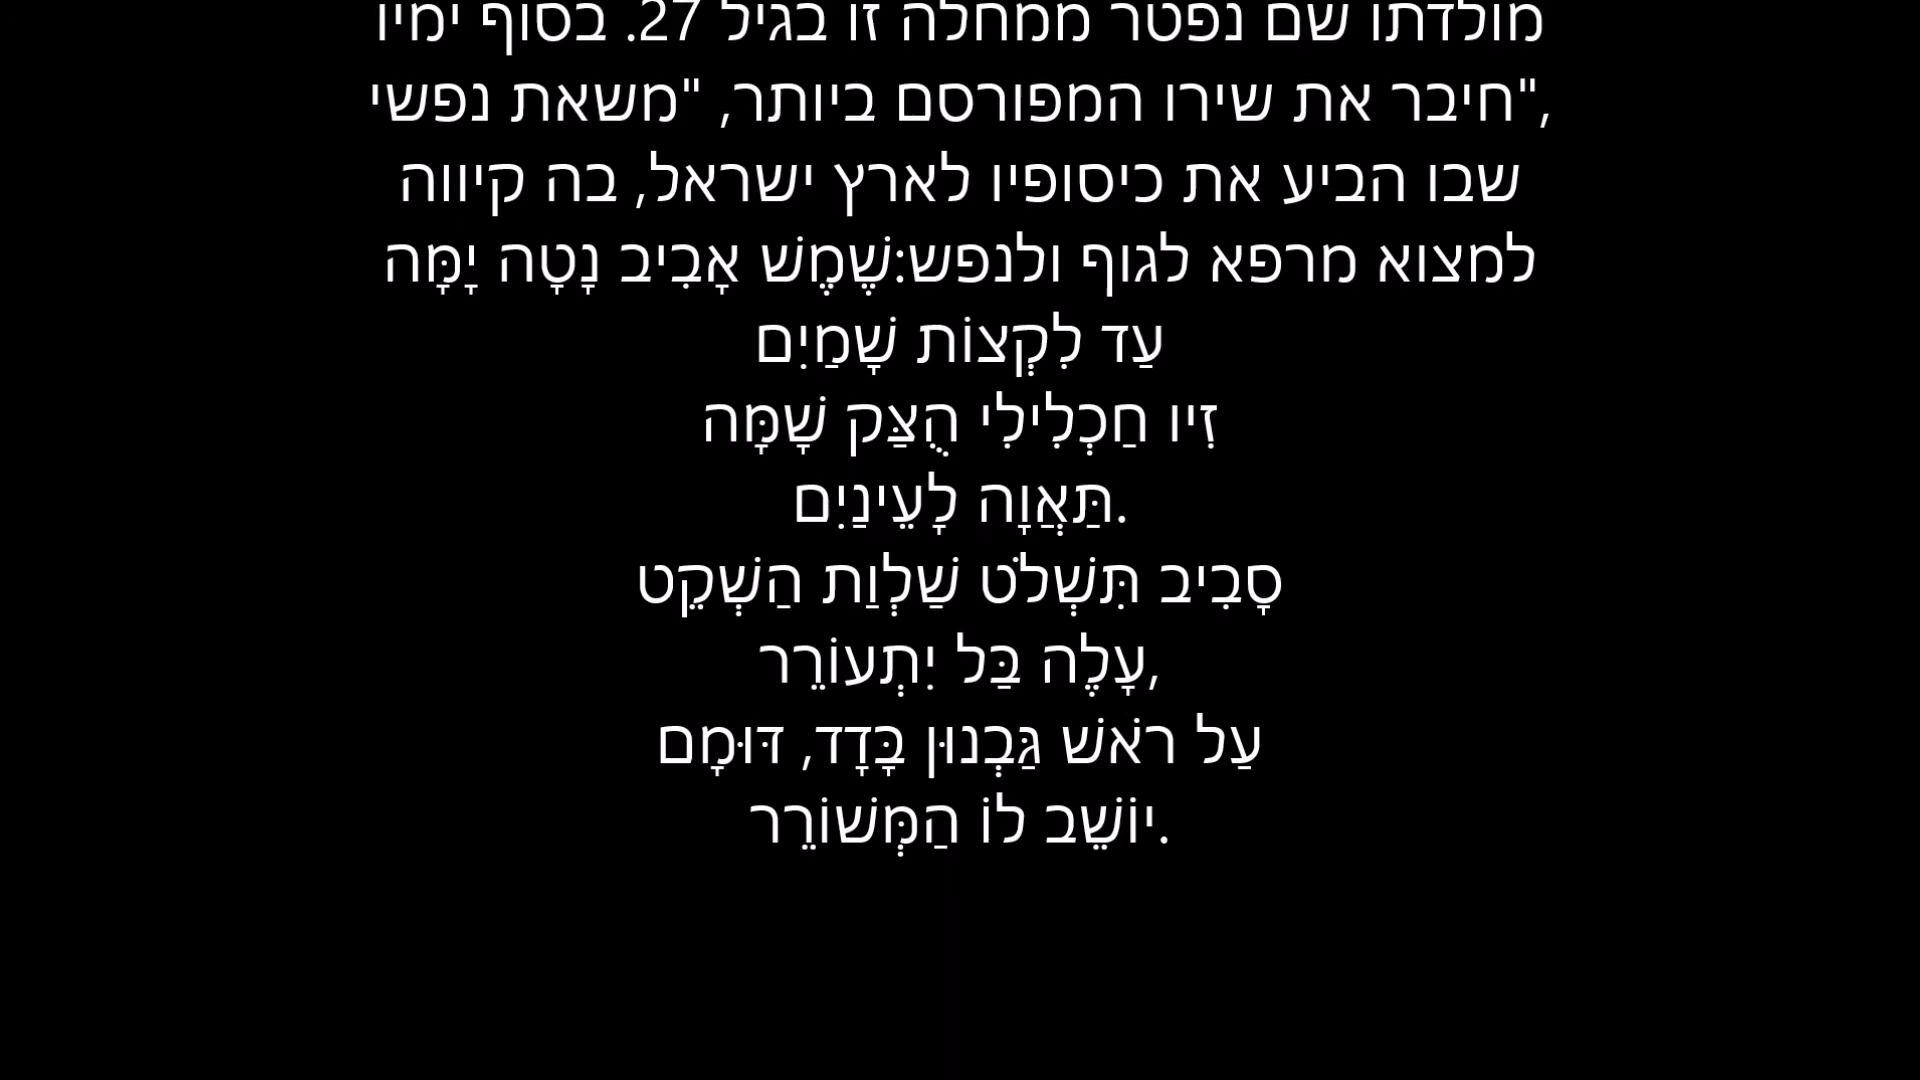 מולדתו שם נפטר ממחלה זו בגיל 27. בסוף ימיו
חיבר את שירו המפורסם ביותר, "משאת נפשי",
שבו הביע את כיסופיו לארץ ישראל, בה קיווה
למצוא מרפא לגוף ולנפש:שֶׁמֶשׁ אָבִיב נָטָה יָמָּה
עַד לִקְצוֹת שָׁמַיִם
זִיו חַכְלִילִי הֻצַּק שָׁמָּה
תַּאֲוָה לָעֵינַיִם.
סָבִיב תִּשְׁלֹט שַׁלְוַת הַשְׁקֵט
עָלֶה בַּל יִתְעוֹרֵר,
עַל רֹאשׁ גַּבְנוּן בָּדָד, דּוּמָם
יוֹשֵׁב לוֹ הַמְּשׁוֹרֵר.